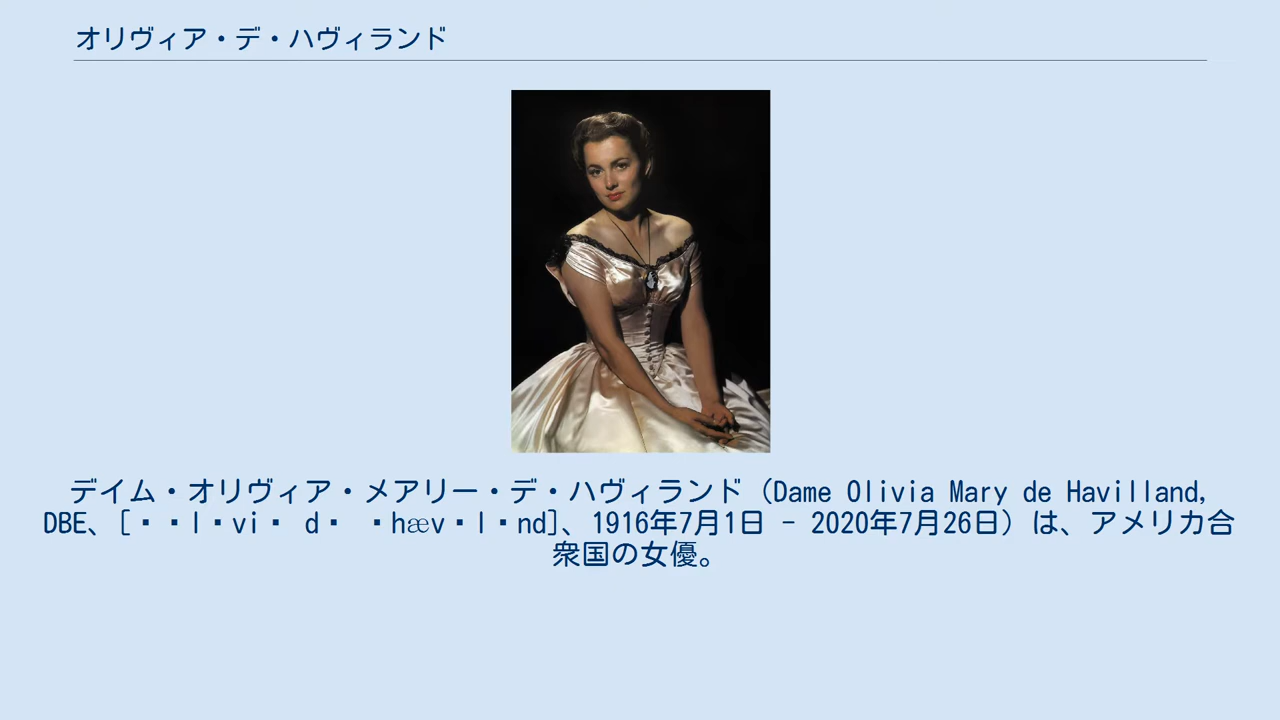 オリヴィア・デ・ハヴィランド
デイム・オリヴィア・メアリー・デ・ハヴィランド（Dame Olivia Mary de Havilland,
DBE、[▪▪l▪vi▪ d▪ ▪hæv▪l▪nd]、1916年7月1日 - 2020年7月26日）は、アメリカ合
衆国の女優。